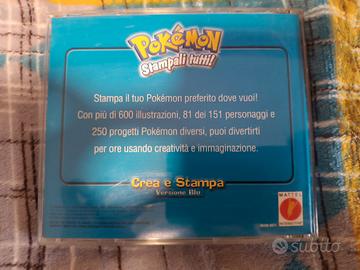 POKÉMON
Stampali tutti!
Stampa il tuo Pokémon preferito dove vuoi!
Con più di 600 illustrazioni, 81 dei 151 personaggi e
250 progetti Pokémon diversi, puoi divertirti
per ore usando creatività e immaginazione.
Crea e Stampa
Versione Blu
MATTEL
subito